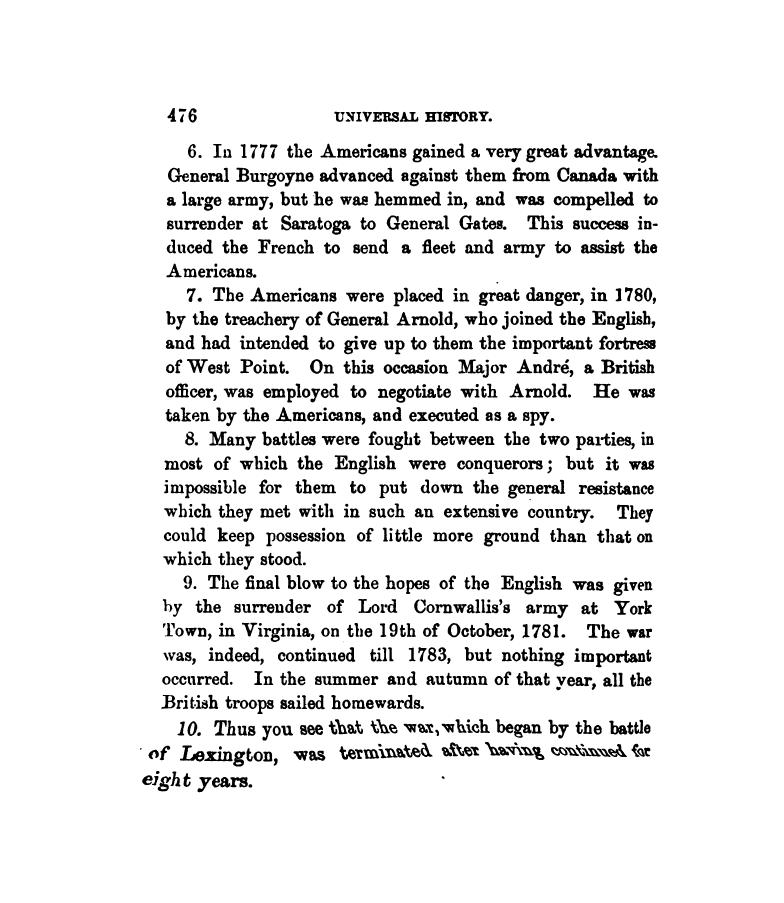 476 UNIVERSAL HISTORY.
6. In 1777 the Americans gained a very great advantage.
General Burgoyne advanced against them from Canada with
a large army, but he was hemmed in, and was compelled to
surrender at Saratoga to General Gates. This success in-
duced the French to send a fleet and army to assist the
Americans.
7. The Americans were placed in great danger, in 1780,
by the treachery of General Arnold, who joined the English,
and had intended to give up to them the important fortress
of West Point. On this occasion Major André, a British
officer, was employed to negotiate with Arnold. He was
taken by the Americans, and executed as a spy.
8. Many battles were fought between the two parties, in
most of which the English were conquerors; but it was
impossible for them to put down the general resistance
which they met with in such an extensive country. They
could keep possession of little more ground than that on
which they stood.
9. The final blow to the hopes of the English was given
by the surrender of Lord Cornwallis's army at York
Town, in Virginia, on the 19th of October, 1781. The war
was, indeed, continued till 1783, but nothing important
occurred. In the summer and autumn of that year, all the
British troops sailed homewards.
10. Thus you see that the war, which began by the battle
of Lexington, was terminated after having continued for
eight years.